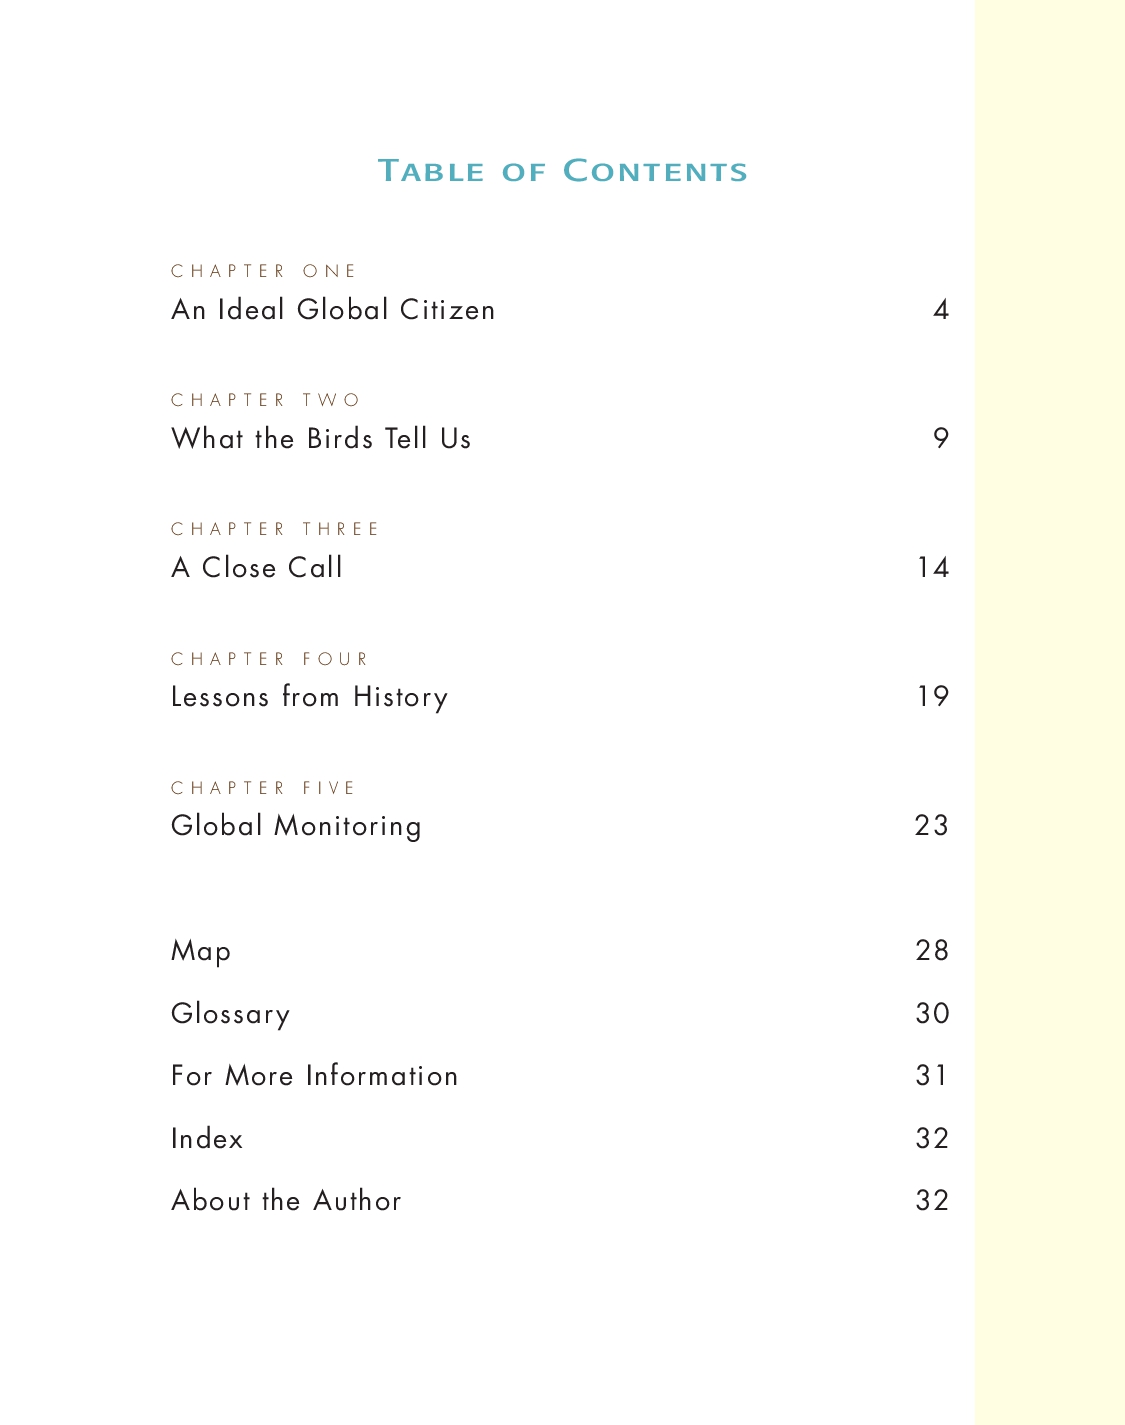 Table of Contents
CHAPTER ONE
An Ideal Global Citizen 4
CHAPTER TWO
What the Birds Tell Us 9
CHAPTER THREE
A Close Call 14
CHAPTER FOUR
Lessons from History 19
CHAPTER FIVE
Global Monitoring 23
Map 28
Glossary 30
For More Information 31
Index 32
About the Author 32